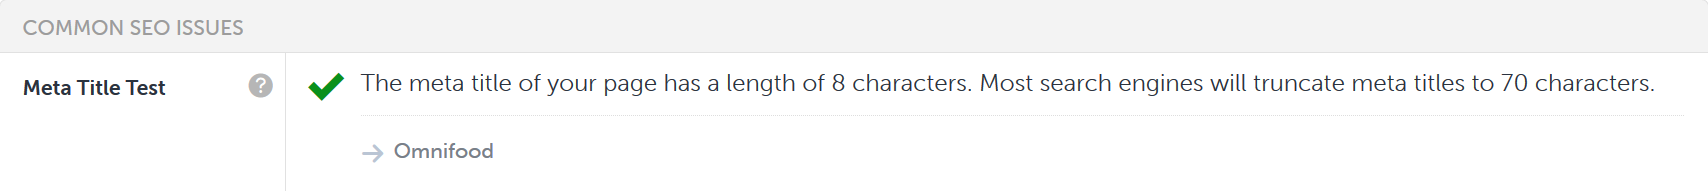 COMMON SEO ISSUES
Meta Title Test ?
The meta title of your page has a length of 8 characters. Most search engines will truncate meta titles to 70 characters.
→ Omnifood